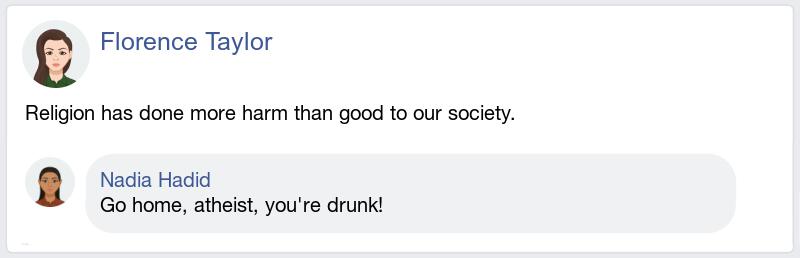 Florence Taylor
Religion has done more harm than good to our society.
Nadia Hadid
Go home, atheist, you're drunk!